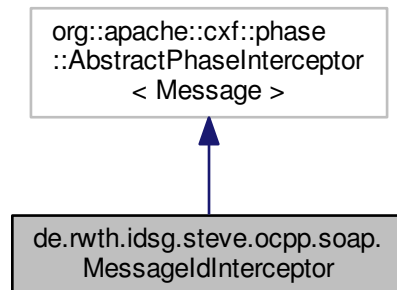 org::apache::cxf::phase
::AbstractPhaseInterceptor
< Message >
de.rwth.idsg.steve.ocpp.soap.
MessageIdInterceptor